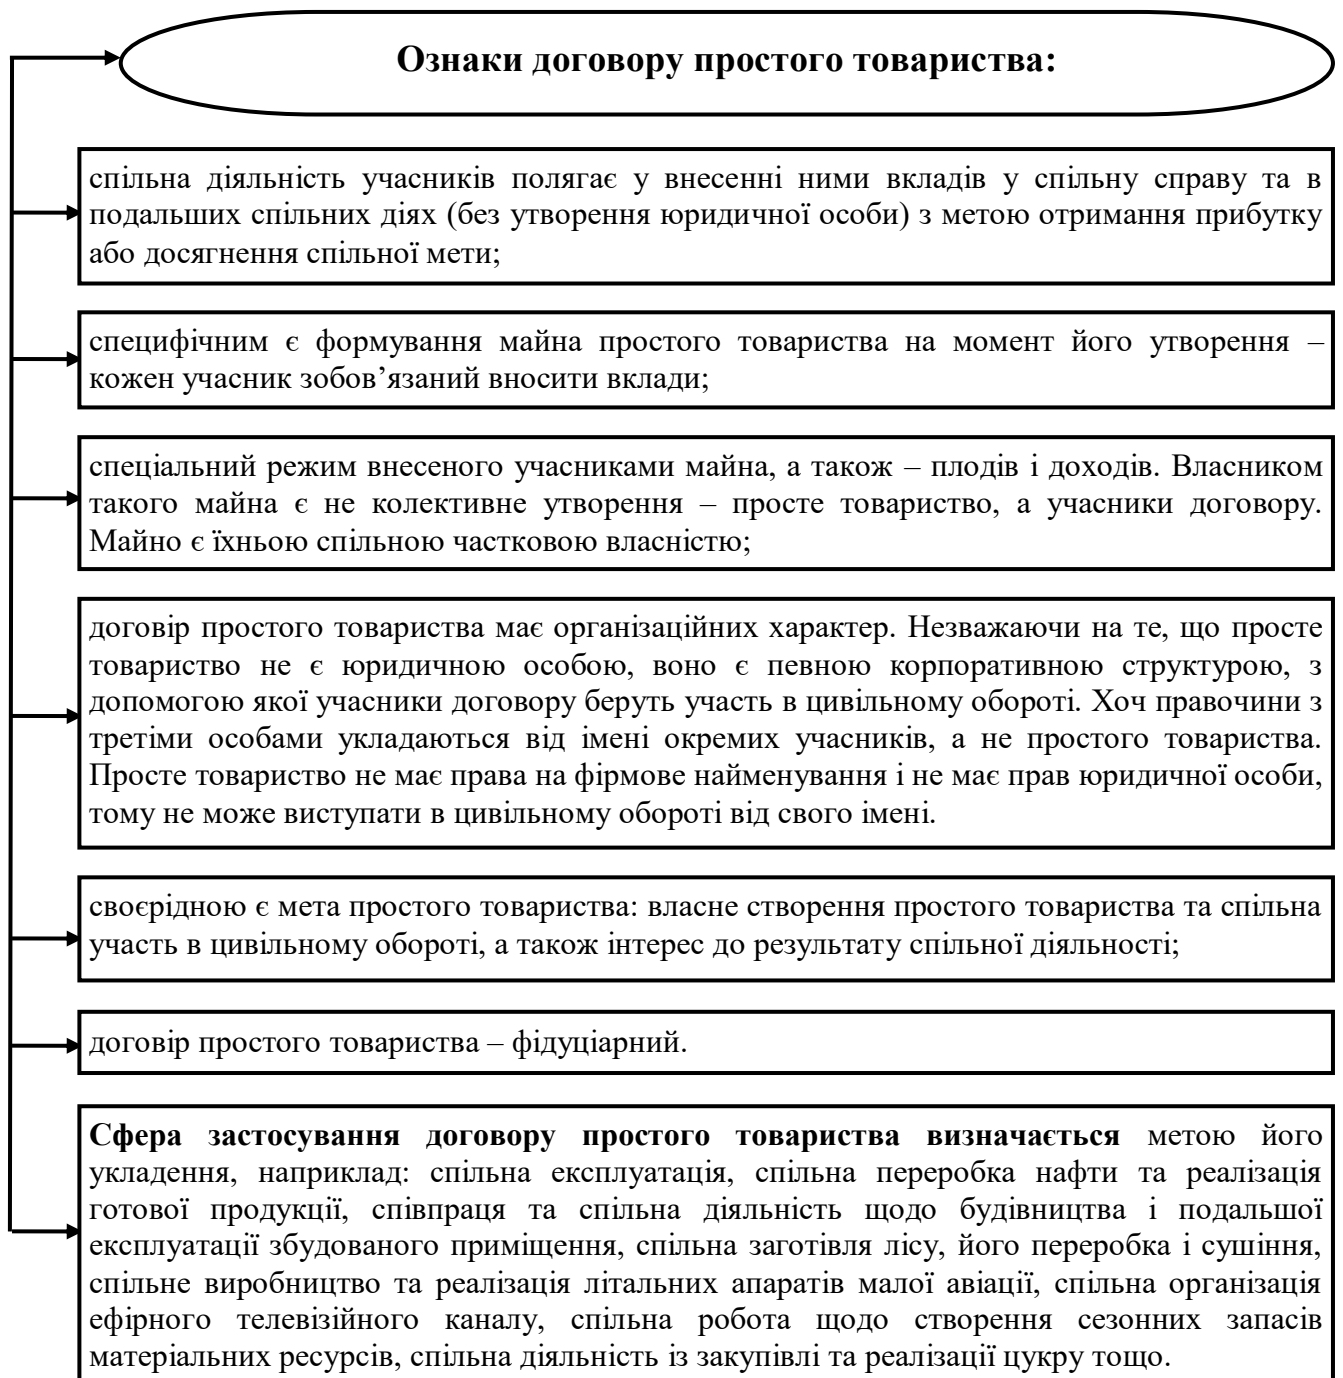 Ознаки договору простого товариства:
спільна діяльність учасників полягає у внесенні ними вкладів у спільну справу та в
подальших спільних діях (без утворення юридичної особи) з метою отримання прибутку
або досягнення спільної мети;
специфічним є формування майна простого товариства на момент його утворення –
кожен учасник зобов’язаний вносити вклади;
спеціальний режим внесеного учасниками майна, а також – плодів і доходів. Власником
такого майна є не колективне утворення – просте товариство, а учасники договору.
Майно є їхньою спільною частковою власністю;
договір простого товариства має організаційних характер. Незважаючи на те, що просте
товариство не є юридичною особою, воно є певною корпоративною структурою, з
допомогою якої учасники договору беруть участь в цивільному обороті. Хоч правочини з
третіми особами укладаються від імені окремих учасників, а не простого товариства.
Просте товариство не має права на фірмове найменування і не має прав юридичної особи,
тому не може виступати в цивільному обороті від свого імені.
своєрідною є мета простого товариства: власне створення простого товариства та спільна
участь в цивільному обороті, а також інтерес до результату спільної діяльності;
договір простого товариства – фідуціарний.
Сфера застосування договору простого товариства визначається метою його
укладення, наприклад: спільна експлуатація, спільна переробка нафти та реалізація
готової продукції, співпраця та спільна діяльність щодо будівництва і подальшої
експлуатації збудованого приміщення, спільна заготівля лісу, його переробка і сушіння,
спільне виробництво та реалізація літальних апаратів малої авіації, спільна організація
ефірного телевізійного каналу, спільна робота щодо створення сезонних запасів
матеріальних ресурсів, спільна діяльність із закупівлі та реалізації цукру тощо.